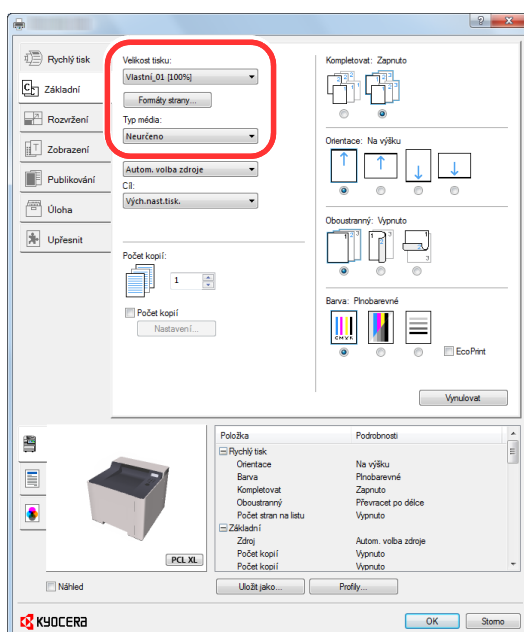 Rychlý tisk
Základní
Rozvržení
Zobrazení
Publikování
Úloha
Upřesnit
Velikost tisku:
Vlastní_01 [100%]
Formáty strany...
Typ média:
Neurčeno
Autom. volba zdroje
Cíl:
Vých.nast.tisk.
Počet kopií:
1
Počet kopií
Nastavení...
Kompletovat: Zapnuto
Orientace: Na výšku
Oboustranný: Vypnuto
Barva: Plnobarevné
CMYK
EcoPrint
Vynulovat
PCL XL
Náhled
Položka Podrobnosti
Rychlý tisk
Orientace Na výšku
Barva Plnobarevné
Kompletovat Zapnuto
Oboustranný Převracet po délce
Počet stran na listu Vypnuto
Základní
Zdroj Autom. volba zdroje
Počet kopií Vypnuto
Počet kopií Vypnuto
Uložit jako... Profily...
KYOCERA
OK Storno